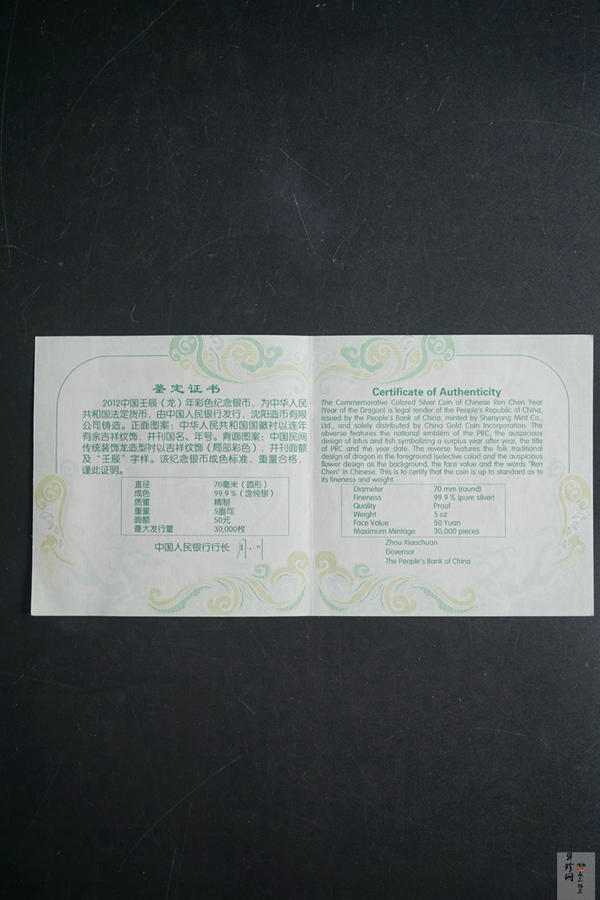 鉴定证书
2012中国壬辰（龙）年彩色纪念银币，为中华人民
共和国法定货币，由中国人民银行发行，沈阳造币有限
公司铸造。正面图案：中华人民共和国国徽衬以连年
有余吉祥纹饰，并刊国名、年号。背面图案：中国民间
传统装饰龙造型衬以吉祥纹饰（局部彩色），并刊面额
及“壬辰”字样。该纪念银币成色标准，重量合格，
谨此证明。
直径 70毫米（圆形）
成色 99.9％（含纯银）
质量 精制
重量 5盎司
面额 50元
最大发行量 30,000枚
中国人民银行行长
Certificate of Authenticity
The Commemorative Colored Silver Coin of Chinese Ren Chen Year
(Year of the Dragon) is legal tender of the People's Republic of China,
issued by the People's Bank of China, minted by Shenyang Mint Co.,
Ltd., and solely distributed by China Gold Coin Incorporation. The
obverse features the national emblem of the PRC, the auspicious
design of lotus and fish symbolizing a surplus year after year, the title
of PRC and the year date. The reverse features the folk traditional
design of dragon in the foreground (selective color) and the auspicious
flower design as the background, the face value and the words "Ren
Chen" in Chinese. This is to certify that the coin is up to standard as to
its fineness and weight.
Diameter 70 mm (round)
Fineness 99.9 % (pure silver)
Quality Proof
Weight 5 oz
Face Value 50 Yuan
Maximum Mintage 30,000 pieces
Zhou Xiaochuan
Governor
The People's Bank of China